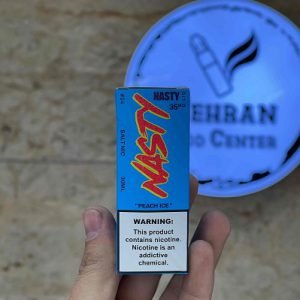 NASTY
35MG
NASTY
SALT NIC
30ML
"PEACH ICE"
WARNING:
This product
contains nicotine.
Nicotine is an
addictive
chemical.
EHRAN
CENTER